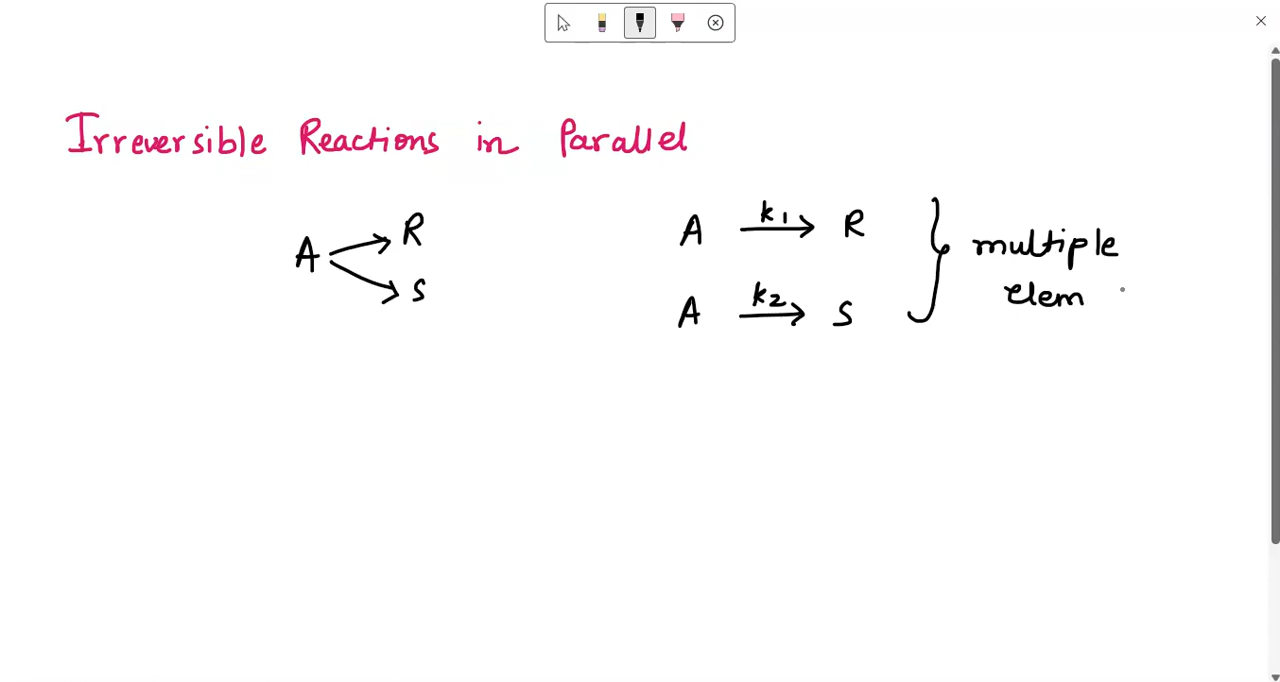 Irreversible Reactions in Parallel
A → R
→ S
A k1→ R
A k2→ S
multiple
elem